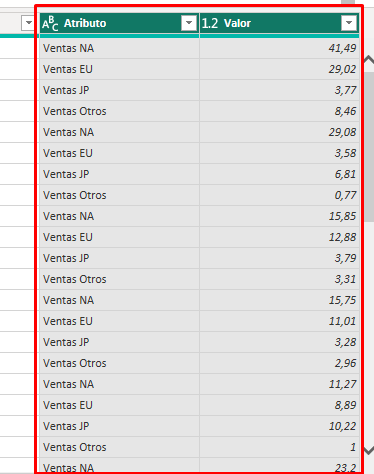 ABC Atributo 1.2 Valor
Ventas NA 41,49
Ventas EU 29,02
Ventas JP 3,77
Ventas Otros 8,46
Ventas NA 29,08
Ventas EU 3,58
Ventas JP 6,81
Ventas Otros 0,77
Ventas NA 15,85
Ventas EU 12,88
Ventas JP 3,79
Ventas Otros 3,31
Ventas NA 15,75
Ventas EU 11,01
Ventas JP 3,28
Ventas Otros 2,96
Ventas NA 11,27
Ventas EU 8,89
Ventas JP 10,22
Ventas Otros 1
Ventas NA 23,2